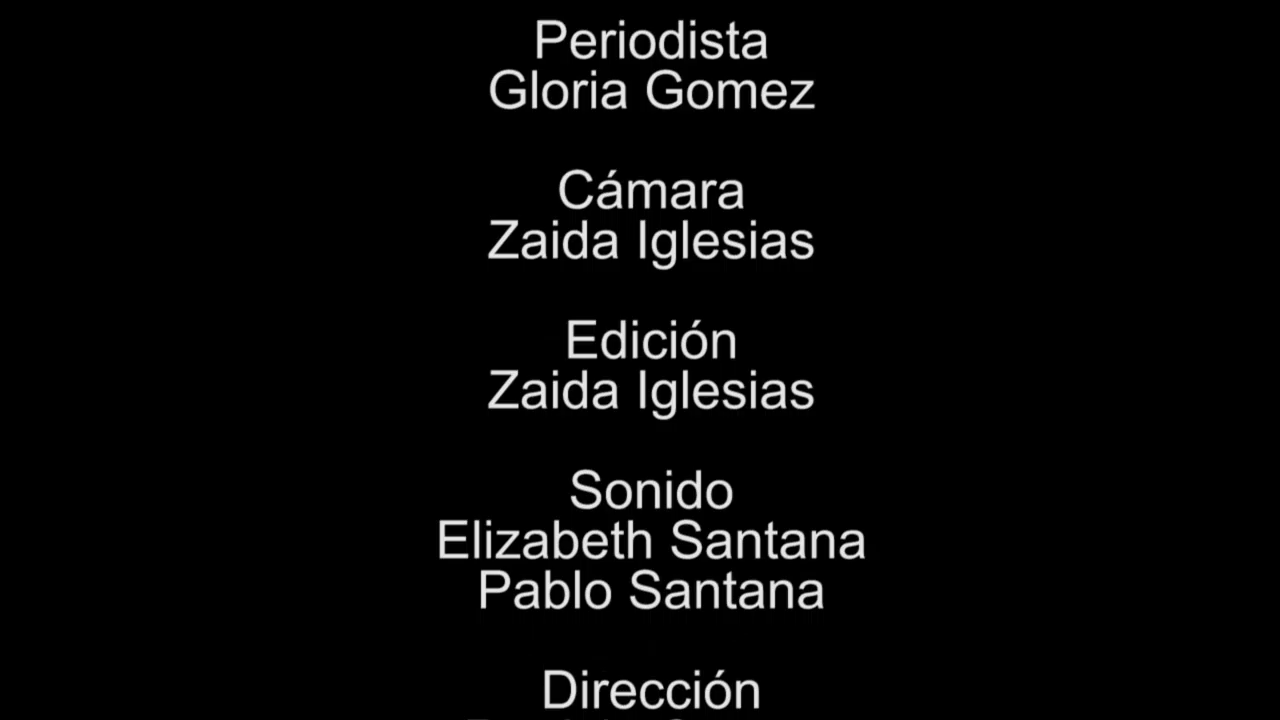 Periodista
Gloria Gomez
Cámara
Zaida Iglesias
Edición
Zaida Iglesias
Sonido
Elizabeth Santana
Pablo Santana
Dirección